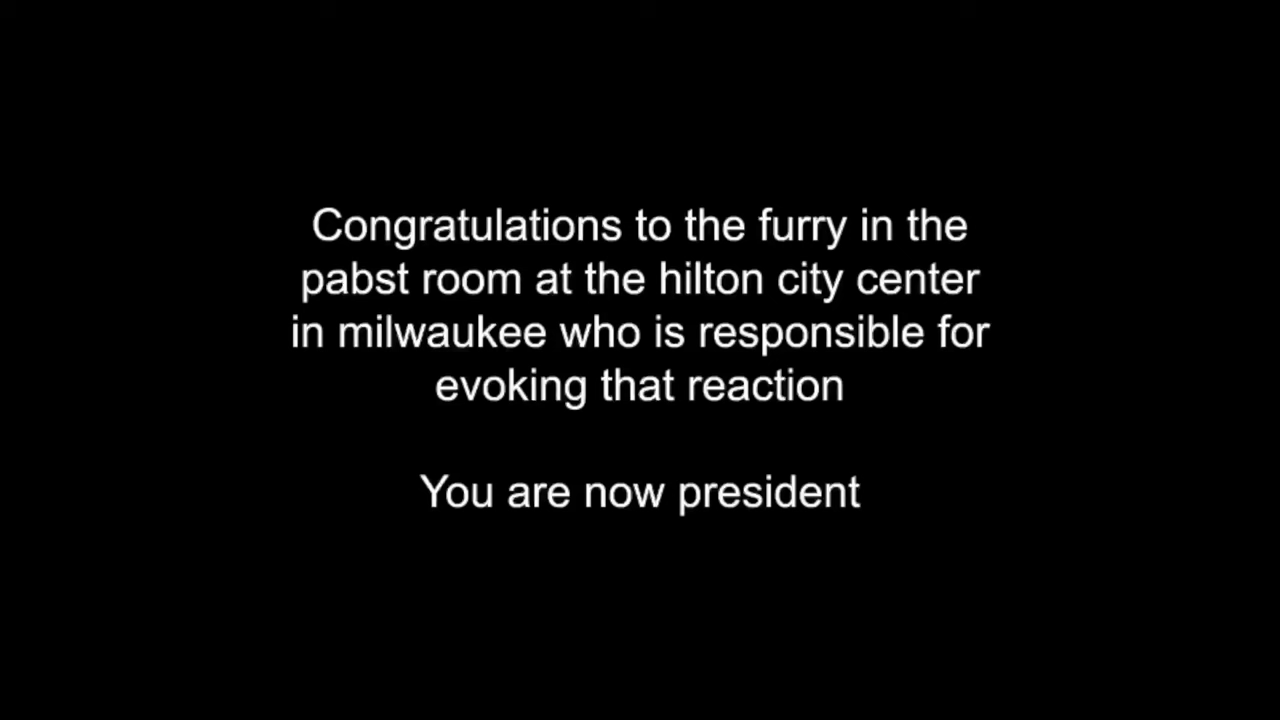 Congratulations to the furry in the
pabst room at the hilton city center
in milwaukee who is responsible for
evoking that reaction
You are now president